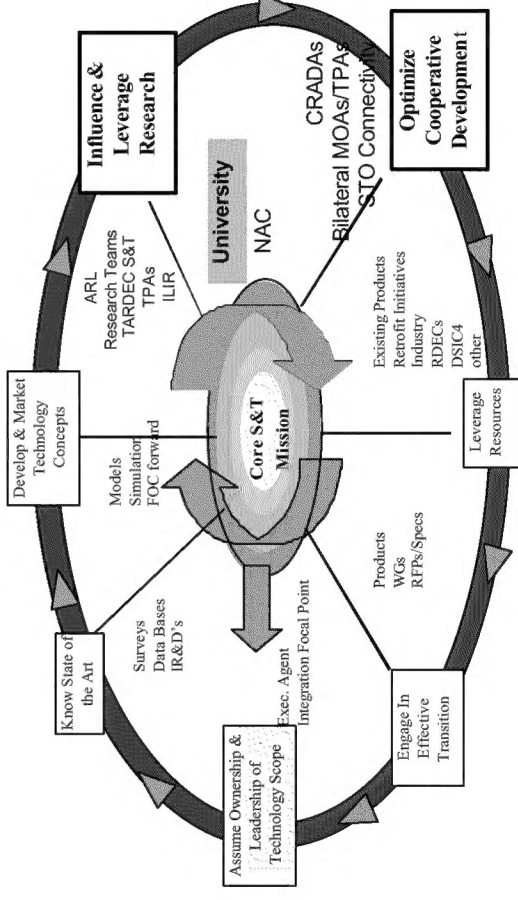 Develop & Market
Technology
Concepts
Influence &
Leverage
Research
Optimize
Cooperative
Development
Leverage
Resources
Engage In
Effective
Transition
Assume Ownership &
Leadership of
Technology Scope
Know State of
the Art
Core S&T
Mission
Models
Simulation
FOC forward
ARL
Research Teams
TARDEC S&T
TPAs
ILIR
University
NAC
CRADAs
Bilateral MOAs/TPAs
STO Connectivity
Existing Products
Retrofit Initiatives
Industry
RDECs
DSIC4
other
Products
WGs
RFPs/Specs
Exec. Agent
Integration Focal Point
Surveys
Data Bases
IR&D's